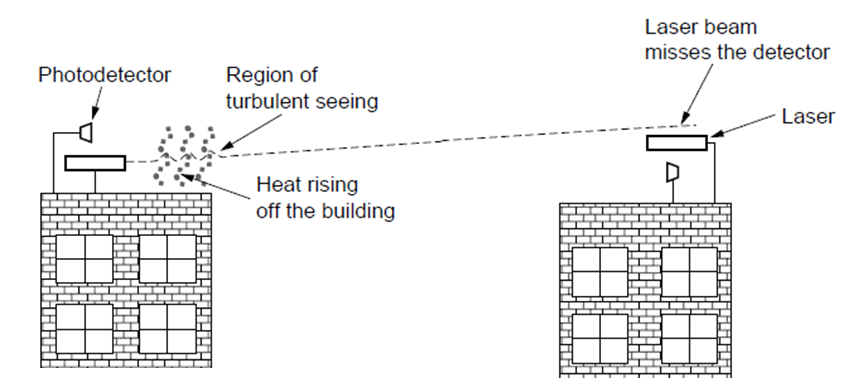 Laser beam
misses the detector
Photodetector
Region of
turbulent seeing
Laser
Heat rising
off the building